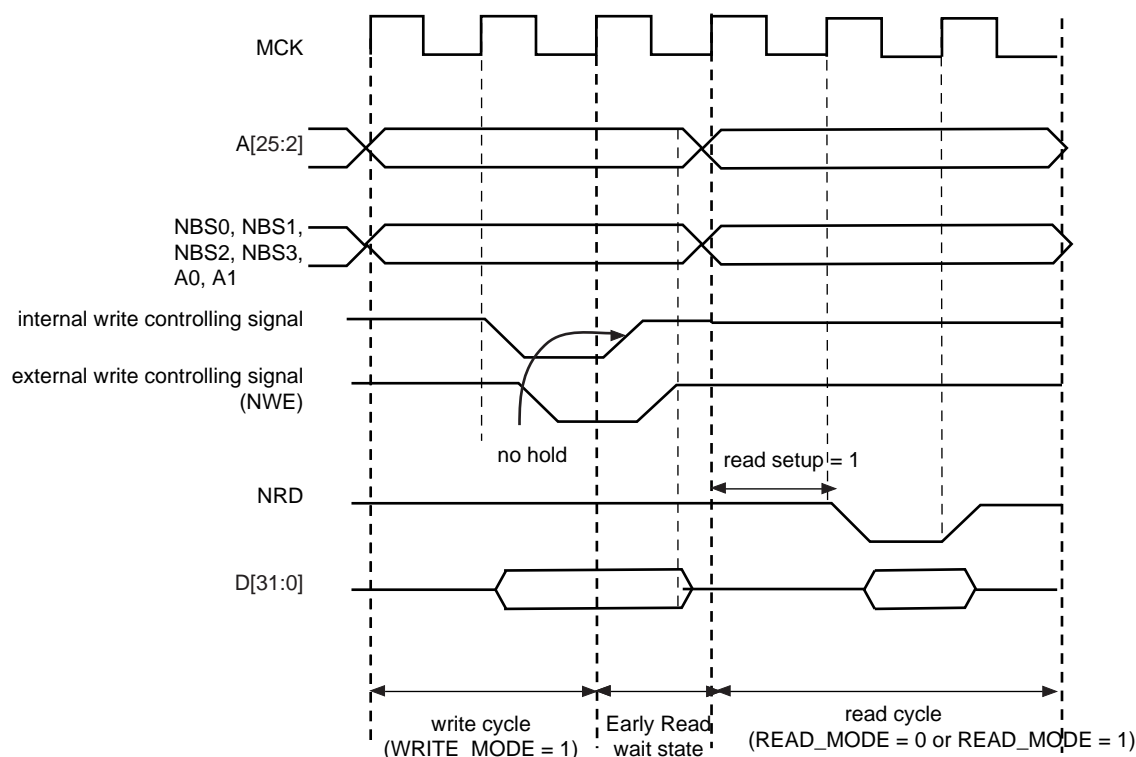 MCK
A[25:2]
NBS0, NBS1,
NBS2, NBS3,
A0, A1
internal write controlling signal
external write controlling signal
(NWE)
no hold
read setup = 1
NRD
D[31:0]
write cycle
(WRITE_MODE = 1)
Early Read
wait state
read cycle
(READ_MODE = 0 or READ_MODE = 1)